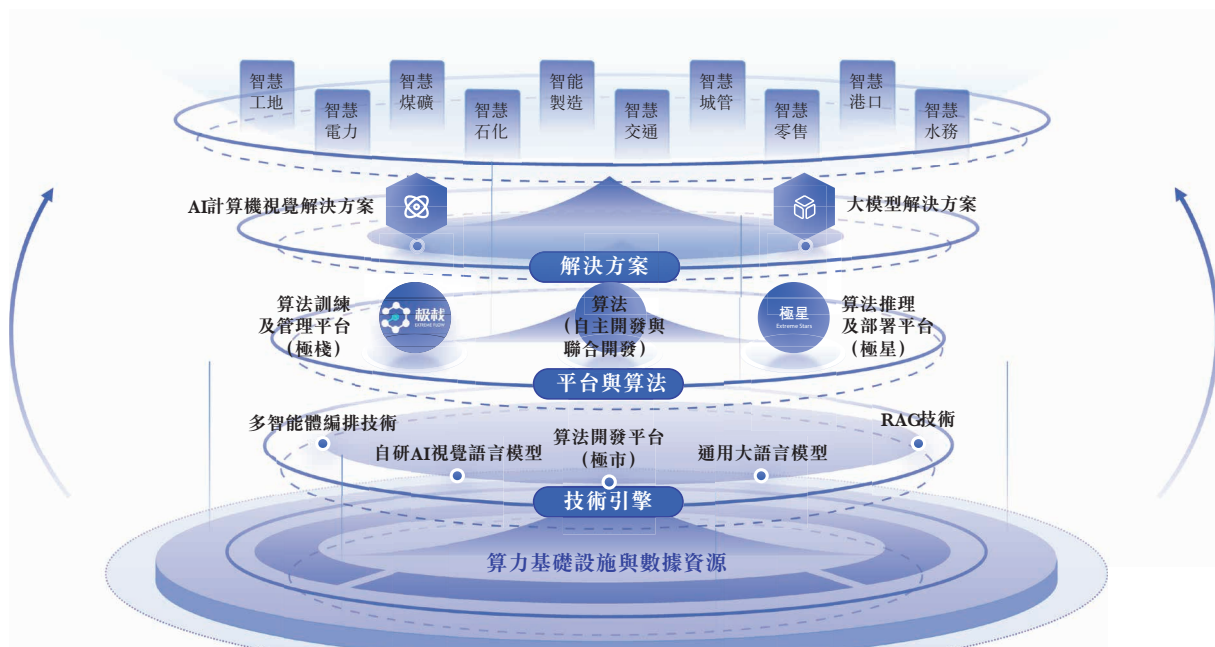 智慧
工地
智慧
電力
智慧
煤礦
智慧
石化
智能
製造
智慧
交通
智慧
城管
智慧
零售
智慧
港口
智慧
水務
AI計算機視覺解決方案
大模型解決方案
解決方案
算法訓練
及管理平台
（極棧）
极栈
EXTREME TUCHY
算法
（自主開發與
聯合開發）
極星
Extreme Stars
算法推理
及部署平台
（極星）
平台與算法
多智能體編排技術
自研AI視覺語言模型
算法開發平台
（極市）
通用大語言模型
RAG技術
技術引擎
算力基礎設施與數據資源